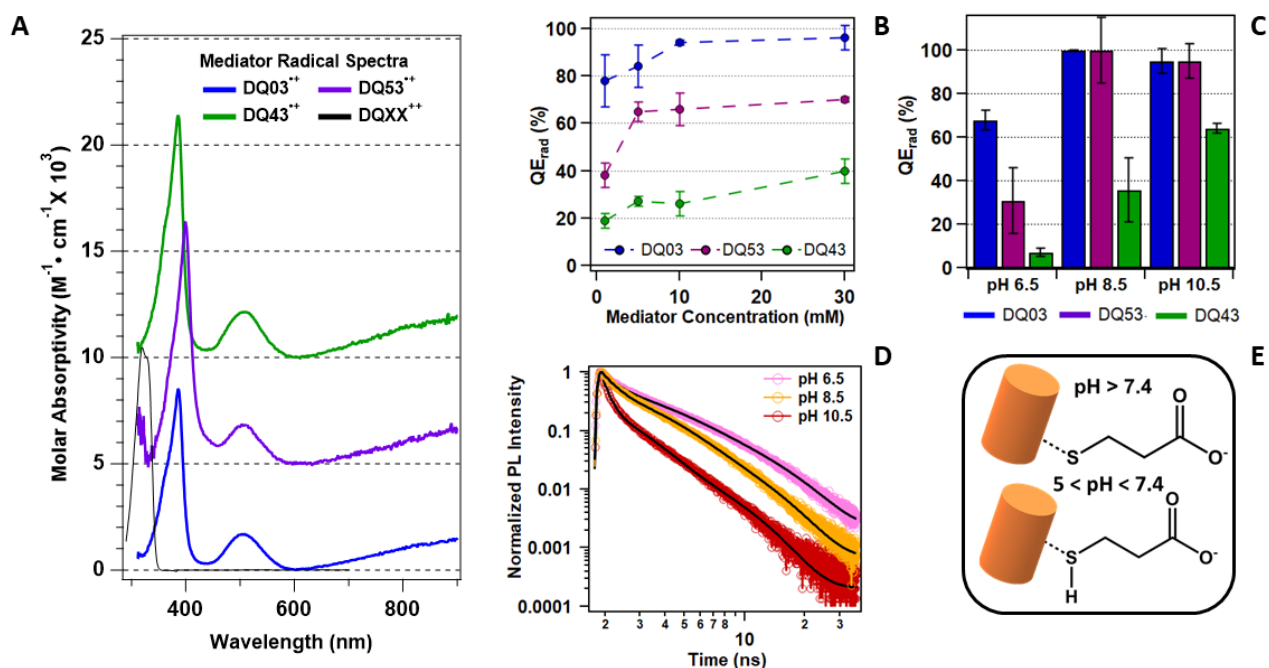 A
25
20
15
10
5
0
Molar Absorptivity (M⁻¹ • cm⁻¹ X 10³)
Mediator Radical Spectra
DQ03•+ DQ53•+
DQ43•+ DQXX++
400 600 800
Wavelength (nm)
B
100
80
60
40
20
0
QErad (%)
DQ03 DQ53 DQ43
0 10 20 30
Mediator Concentration (mM)
C
100
80
60
40
20
0
QErad (%)
pH 6.5 pH 8.5 pH 10.5
DQ03 DQ53. DQ43
D
1
0.1
0.01
0.001
0.0001
Normalized PL Intensity
pH 6.5
pH 8.5
pH 10.5
2 3 4 5 6 7 8 10 2 3
Time (ns)
E
pH > 7.4
O
S O-
5 < pH < 7.4
O
S O-
H